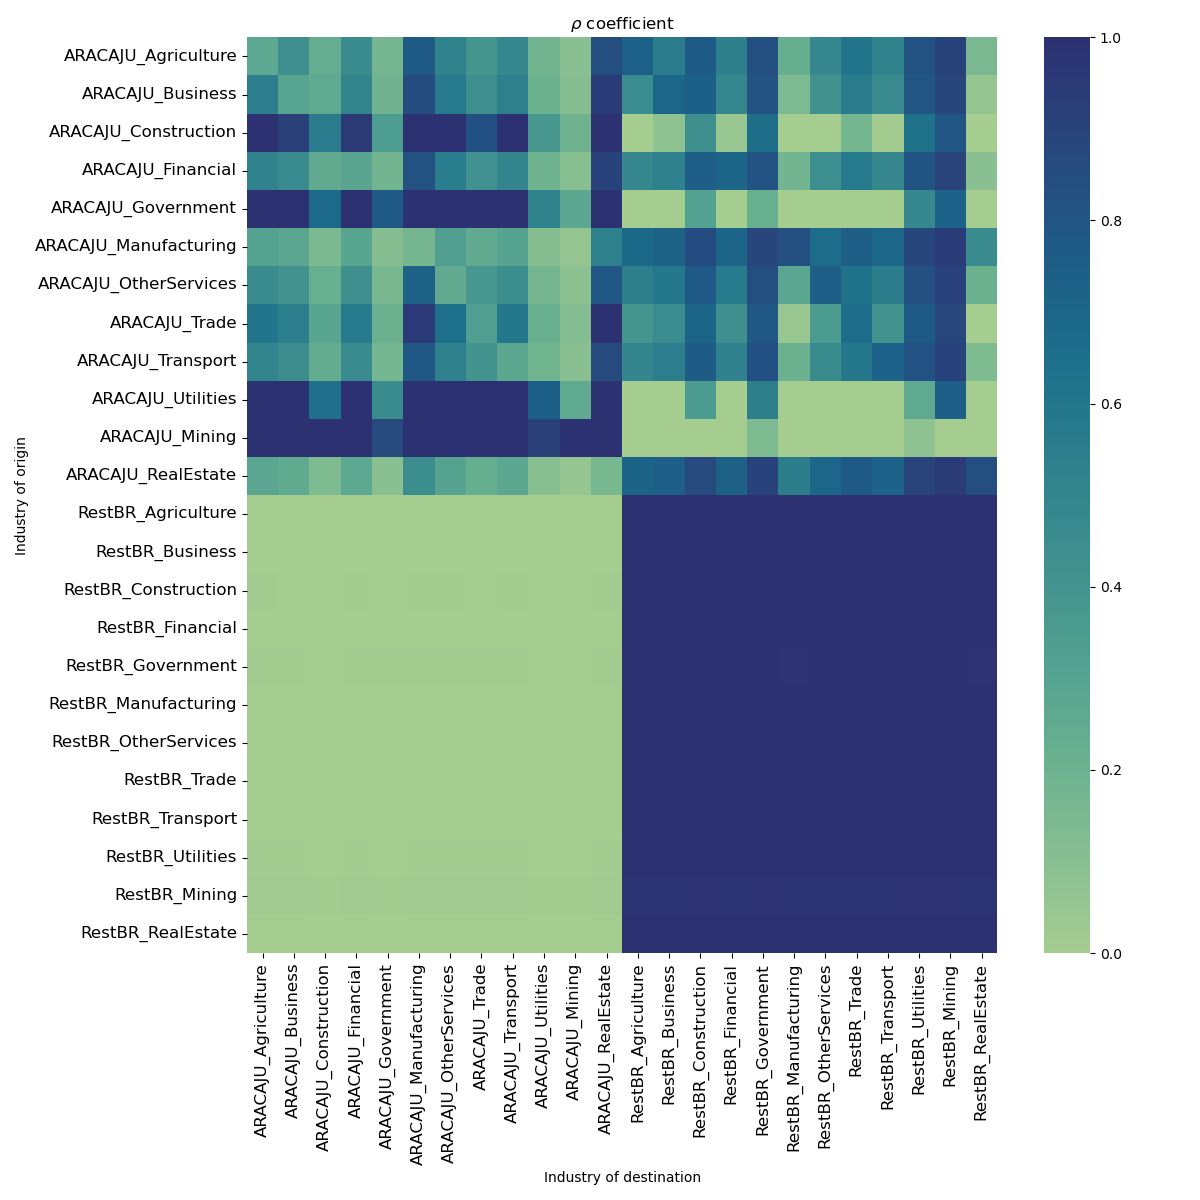 ρ coefficient
ARACAJU_Agriculture
ARACAJU_Business
ARACAJU_Construction
ARACAJU_Financial
ARACAJU_Government
ARACAJU_Manufacturing
ARACAJU_OtherServices
ARACAJU_Trade
ARACAJU_Transport
ARACAJU_Utilities
ARACAJU_Mining
ARACAJU_RealEstate
RestBR_Agriculture
RestBR_Business
RestBR_Construction
RestBR_Financial
RestBR_Government
RestBR_Manufacturing
RestBR_OtherServices
RestBR_Trade
RestBR_Transport
RestBR_Utilities
RestBR_Mining
RestBR_RealEstate
Industry of origin
ARACAJU_Agriculture
ARACAJU_Business
ARACAJU_Construction
ARACAJU_Financial
ARACAJU_Government
ARACAJU_Manufacturing
ARACAJU_OtherServices
ARACAJU_Trade
ARACAJU_Transport
ARACAJU_Utilities
ARACAJU_Mining
ARACAJU_RealEstate
RestBR_Agriculture
RestBR_Business
RestBR_Construction
RestBR_Financial
RestBR_Government
RestBR_Manufacturing
RestBR_OtherServices
RestBR_Trade
RestBR_Transport
RestBR_Utilities
RestBR_Mining
RestBR_RealEstate
Industry of destination
1.0
0.8
0.6
0.4
0.2
0.0